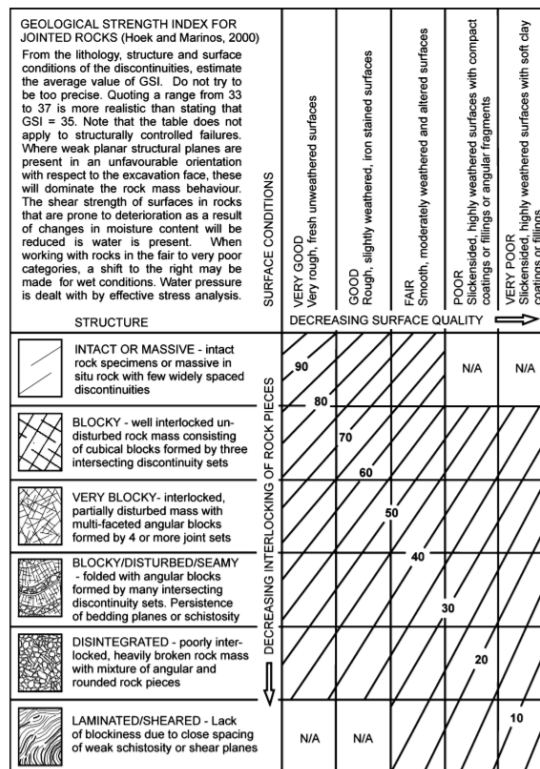 GEOLOGICAL STRENGTH INDEX FOR
JOINTED ROCKS (Hoek and Marinos, 2000)
From the lithology, structure and surface
conditions of the discontinuities, estimate
the average value of GSI. Do not try to
be too precise. Quoting a range from 33
to 37 is more realistic than stating that
GSI = 35. Note that the table does not
apply to structurally controlled failures.
Where weak planar structural planes are
present in an unfavourable orientation
with respect to the excavation face, these
will dominate the rock mass behaviour.
The shear strength of surfaces in rocks
that are prone to deterioration as a result
of changes in moisture content will be
reduced is water is present. When
working with rocks in the fair to very poor
categories, a shift to the right may be
made for wet conditions. Water pressure
is dealt with by effective stress analysis.
STRUCTURE
SURFACE CONDITIONS
VERY GOOD
Very rough, fresh unweathered surfaces
GOOD
Rough, slightly weathered, iron stained surfaces
FAIR
Smooth, moderately weathered and altered surfaces
POOR
Slickensided, highly weathered surfaces with compact
coatings or fillings or angular fragments
VERY POOR
Slickensided, highly weathered surfaces with soft clay
coatings or fillings
DECREASING SURFACE QUALITY
DECREASING INTERLOCKING OF ROCK PIECES
INTACT OR MASSIVE - intact
rock specimens or massive in
situ rock with few widely spaced
discontinuities
90
80
N/A
N/A
BLOCKY - well interlocked un-
disturbed rock mass consisting
of cubical blocks formed by three
intersecting discontinuity sets
70
60
VERY BLOCKY- interlocked,
partially disturbed mass with
multi-faceted angular blocks
formed by 4 or more joint sets
50
BLOCKY/DISTURBED/SEAMY
- folded with angular blocks
formed by many intersecting
discontinuity sets. Persistence
of bedding planes or schistosity
40
30
DISINTEGRATED - poorly inter-
locked, heavily broken rock mass
with mixture of angular and
rounded rock pieces
20
LAMINATED/SHEARED - Lack
of blockiness due to close spacing
of weak schistosity or shear planes
N/A
N/A
10